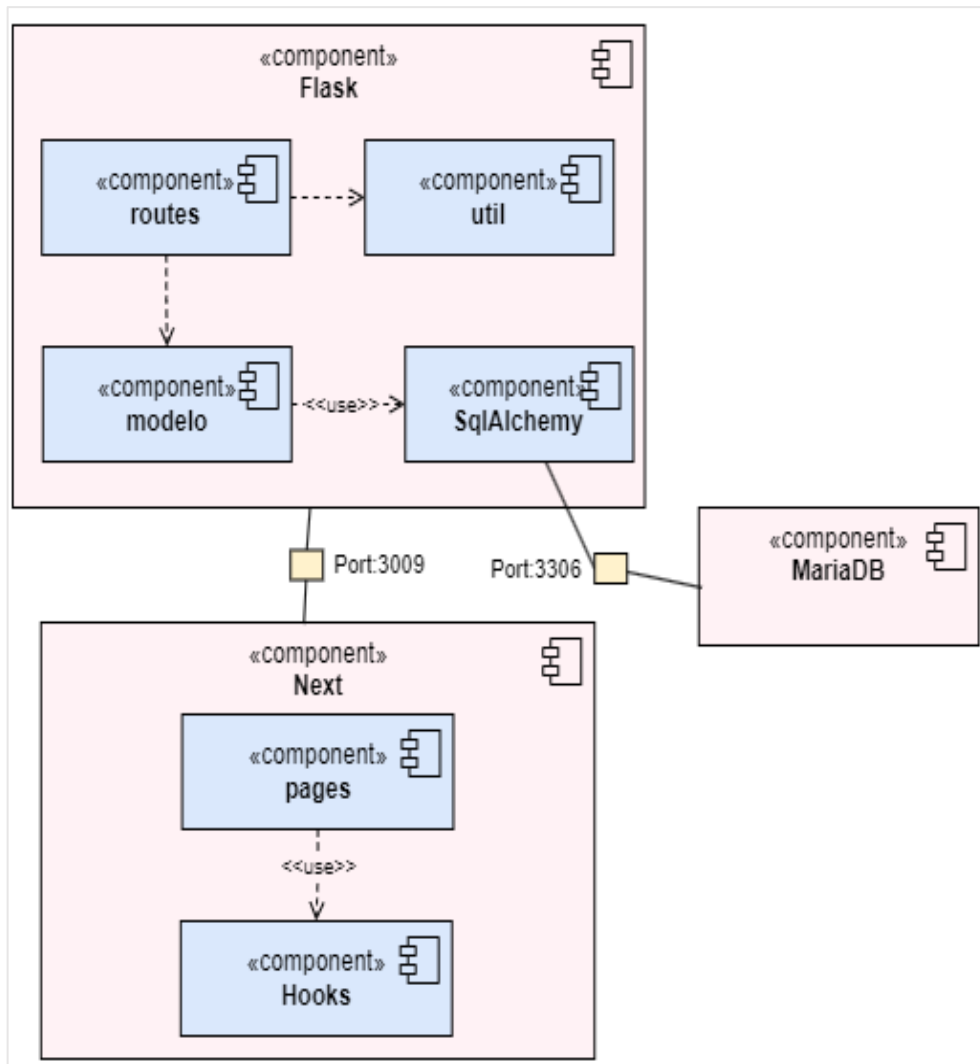 «component»
Flask
«component»
routes
«component»
util
«component»
modelo
<<use>>
«component»
SqlAlchemy
Port:3009
Port:3306
«component»
MariaDB
«component»
Next
«component»
pages
<<use>>
«component»
Hooks